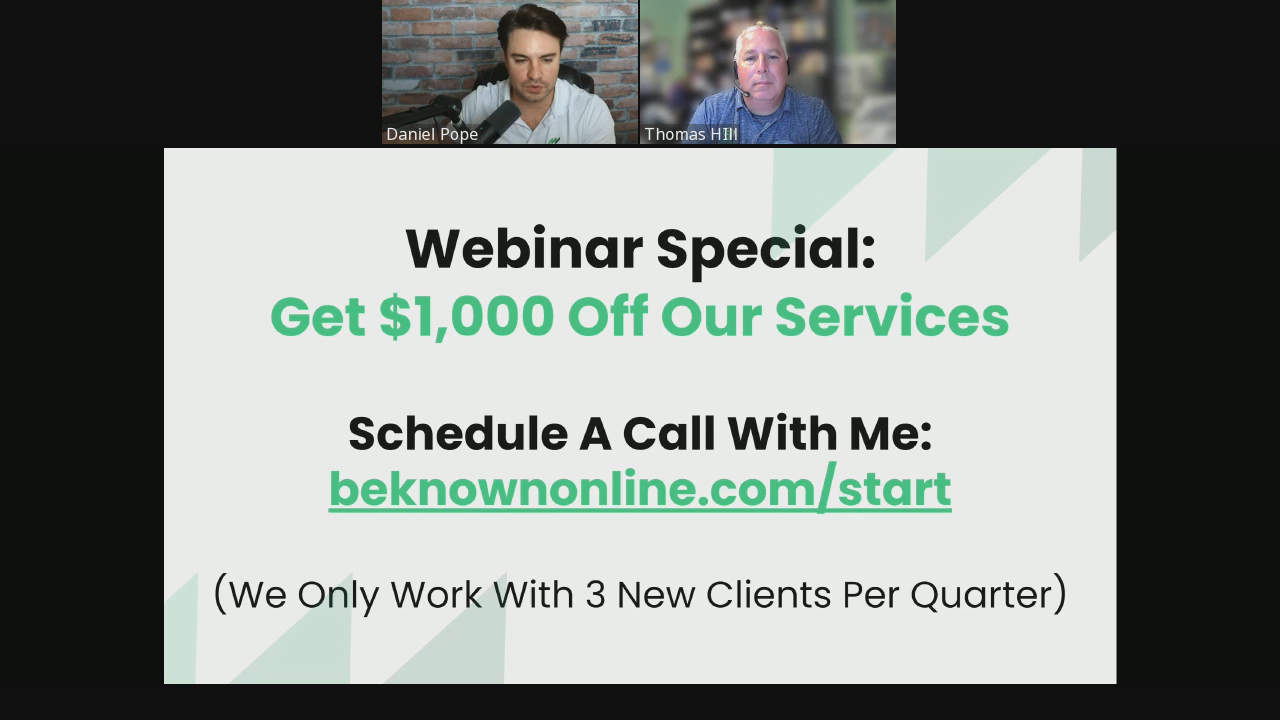 Daniel Pope
Thomas HIll
Webinar Special:
Get $1,000 Off Our Services
Schedule A Call With Me:
beknownonline.com/start
(We Only Work With 3 New Clients Per Quarter)